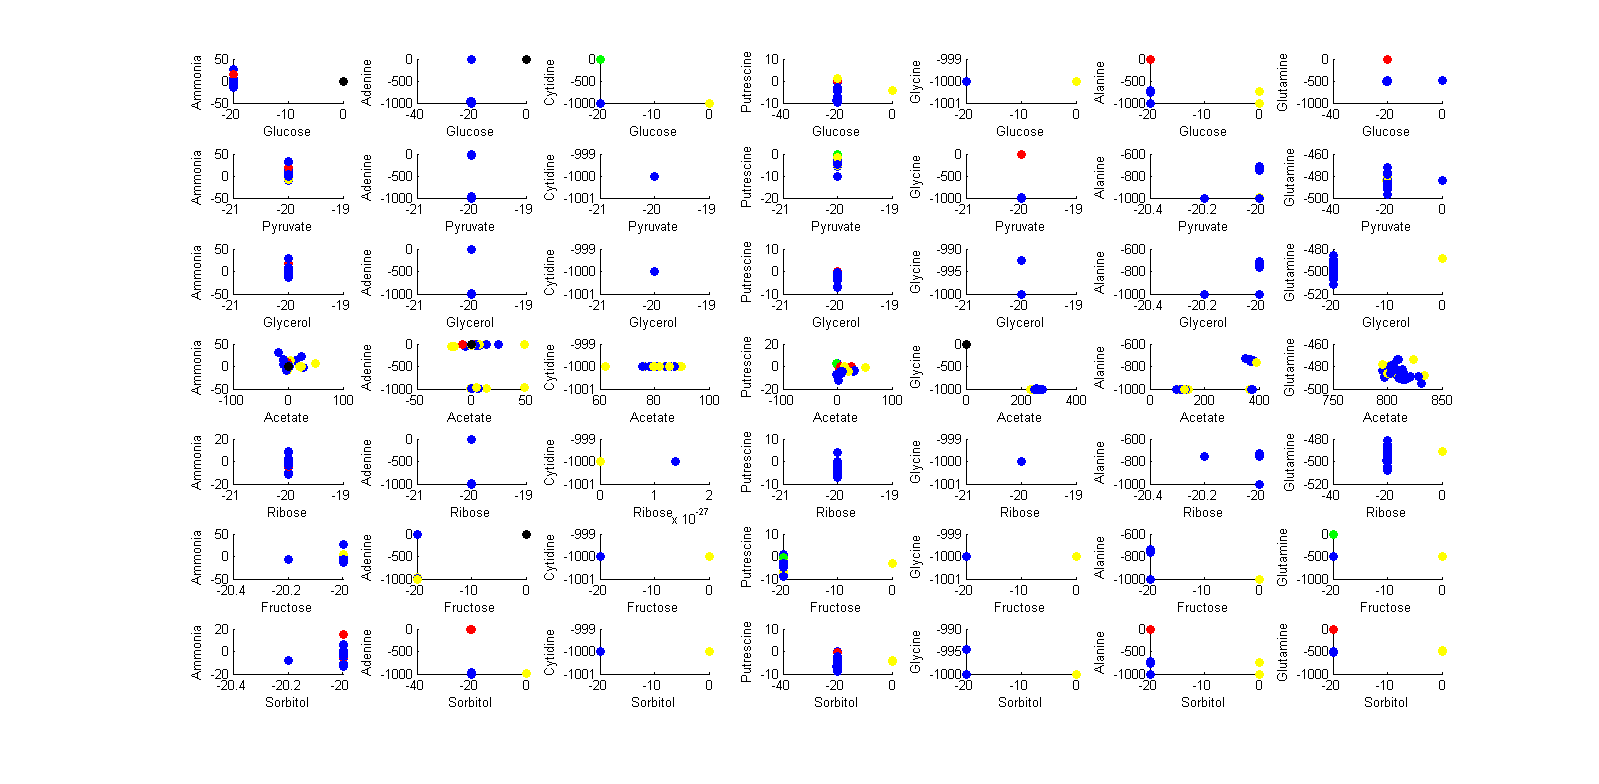 Ammonia 50 0 -50 -20 -10 0 Glucose
Adenine 0 -500 -1000 -40 -20 0 Glucose
Cytidine 0 -500 -1000 -20 -10 0 Glucose
Putrescine 10 0 -10 -40 -20 0 Glucose
Glycine -999 -1000 -1001 -20 -10 0 Glucose
Alanine 0 -500 -1000 -20 -10 0 Glucose
Glutamine 0 -500 -1000 -40 -20 0 Glucose
Ammonia 50 0 -50 -21 -20 -19 Pyruvate
Adenine 0 -500 -1000 -21 -20 -19 Pyruvate
Cytidine -999 -1000 -1001 -21 -20 -19 Pyruvate
Putrescine 0 -10 -20 -21 -20 -19 Pyruvate
Glycine 0 -500 -1000 -21 -20 -19 Pyruvate
Alanine -600 -800 -1000 -20.4 -20.2 -20 Pyruvate
Glutamine -460 -480 -500 -40 -20 0 Pyruvate
Ammonia 50 0 -50 -21 -20 -19 Glycerol
Adenine 0 -500 -1000 -21 -20 -19 Glycerol
Cytidine -999 -1000 -1001 -21 -20 -19 Glycerol
Putrescine 10 0 -10 -21 -20 -19 Glycerol
Glycine -990 -995 -1000 -21 -20 -19 Glycerol
Alanine -600 -800 -1000 -20.4 -20.2 -20 Glycerol
Glutamine -480 -500 -520 -20 -10 0 Glycerol
Ammonia 50 0 -50 -100 0 100 Acetate
Adenine 0 -500 -1000 -50 0 50 Acetate
Cytidine -999 -1000 -1001 60 80 100 Acetate
Putrescine 20 0 -20 -100 0 100 Acetate
Glycine 0 -500 -1000 0 200 400 Acetate
Alanine -600 -800 -1000 0 200 400 Acetate
Glutamine -460 -480 -500 750 800 850 Acetate
Ammonia 20 0 -20 -21 -20 -19 Ribose
Adenine 0 -500 -1000 -21 -20 -19 Ribose
Cytidine -999 -1000 -1001 0 1 2 Ribose x 10-27
Putrescine 10 0 -10 -21 -20 -19 Ribose
Glycine -999 -1000 -1001 -21 -20 -19 Ribose
Alanine -600 -800 -1000 -20.4 -20.2 -20 Ribose
Glutamine -480 -500 -520 -40 -20 0 Ribose
Ammonia 50 0 -50 -20.4 -20.2 -20 Fructose
Adenine 0 -500 -1000 -20 -10 0 Fructose
Cytidine -999 -1000 -1001 -20 -10 0 Fructose
Putrescine 10 0 -10 -20 -10 0 Fructose
Glycine -999 -1000 -1001 -20 -10 0 Fructose
Alanine -600 -800 -1000 -20 -10 0 Fructose
Glutamine 0 -500 -1000 -20 -10 0 Fructose
Ammonia 20 0 -20 -20.4 -20.2 -20 Sorbitol
Adenine 0 -500 -1000 -40 -20 0 Sorbitol
Cytidine -999 -1000 -1001 -20 -10 0 Sorbitol
Putrescine 10 0 -10 -40 -20 0 Sorbitol
Glycine -990 -995 -1000 -20 -10 0 Sorbitol
Alanine 0 -500 -1000 -20 -10 0 Sorbitol
Glutamine 0 -500 -1000 -20 -10 0 Sorbitol